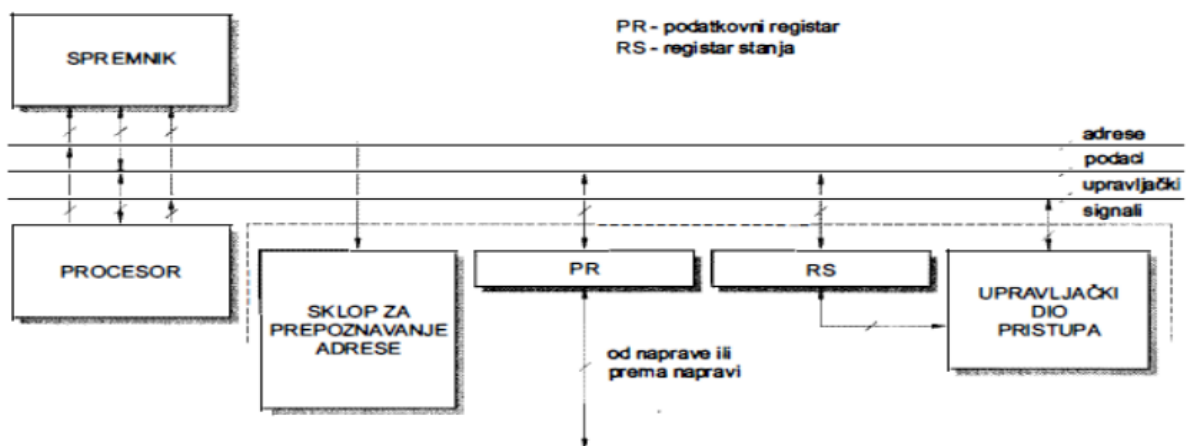 PR - podatkovni registar
RS - registar stanja
SPREMNIK
adrese
podaci
upravljački
signali
PROCESOR
SKLOP ZA
PREPOZNAVANJE
ADRESE
PR
RS
UPRAVLJAČKI
DIO
PRISTUPA
od naprave ili
prema napravi